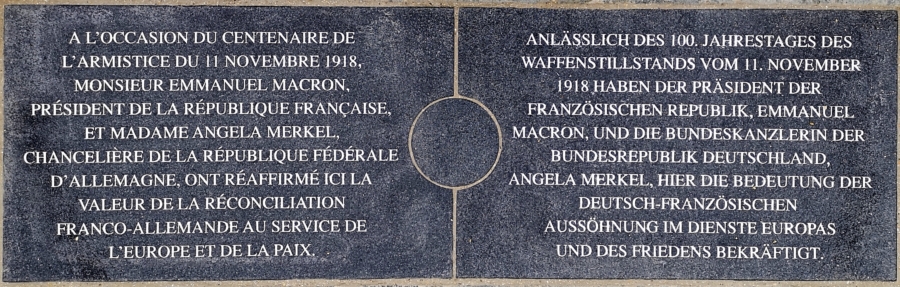 A L'OCCASION DU CENTENAIRE DE
L'ARMISTICE DU 11 NOVEMBRE 1918,
MONSIEUR EMMANUEL MACRON,
PRÉSIDENT DE LA RÉPUBLIQUE FRANÇAISE,
ET MADAME ANGELA MERKEL,
CHANCELIÈRE DE LA RÉPUBLIQUE FÉDÉRALE
D'ALLEMAGNE, ONT RÉAFFIRMÉ ICI LA
VALEUR DE LA RÉCONCILIATION
FRANCO-ALLEMANDE AU SERVICE DE
L'EUROPE ET DE LA PAIX.
ANLÄSSLICH DES 100. JAHRESTAGES DES
WAFFENSTILLSTANDS VOM 11. NOVEMBER
1918 HABEN DER PRÄSIDENT DER
FRANZÖSISCHEN REPUBLIK, EMMANUEL
MACRON, UND DIE BUNDESKANZLERIN DER
BUNDESREPUBLIK DEUTSCHLAND,
ANGELA MERKEL, HIER DIE BEDEUTUNG DER
DEUTSCH-FRANZÖSISCHEN
AUSSÖHNUNG IM DIENSTE EUROPAS
UND DES FRIEDENS BEKRÄFTIGT.